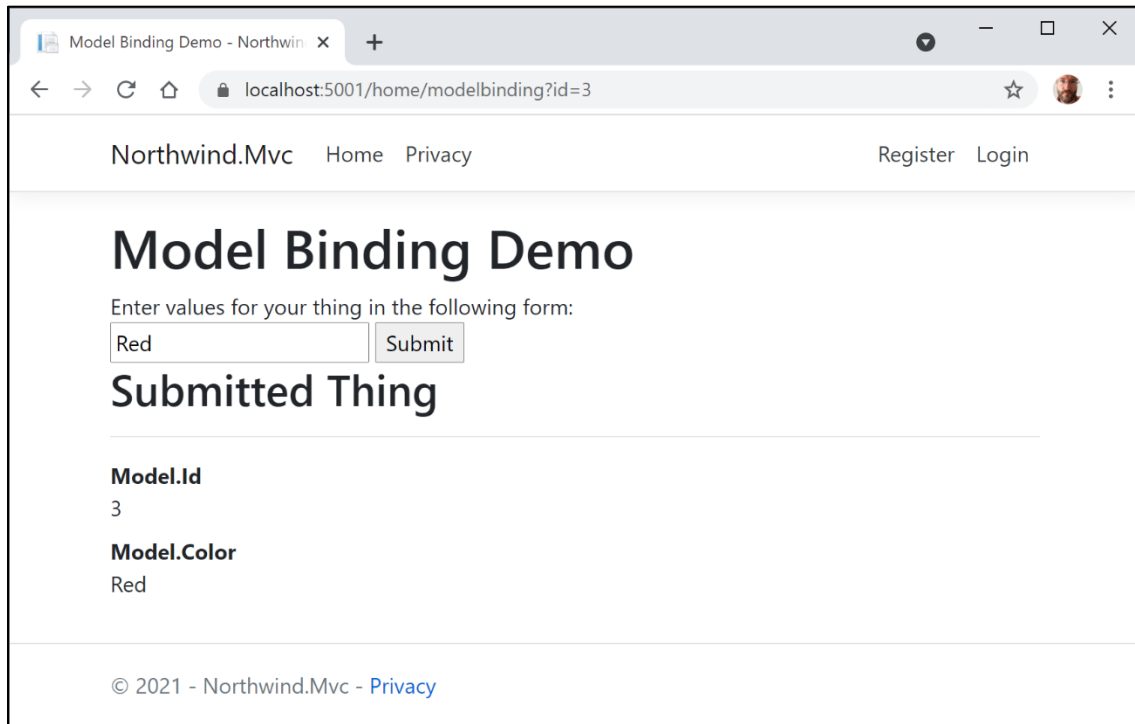 Model Binding Demo - Northwin
localhost:5001/home/modelbinding?id=3
Northwind.Mvc Home Privacy Register Login
Model Binding Demo
Enter values for your thing in the following form:
Red Submit
Submitted Thing
Model.Id
3
Model.Color
Red
© 2021 - Northwind.Mvc - Privacy